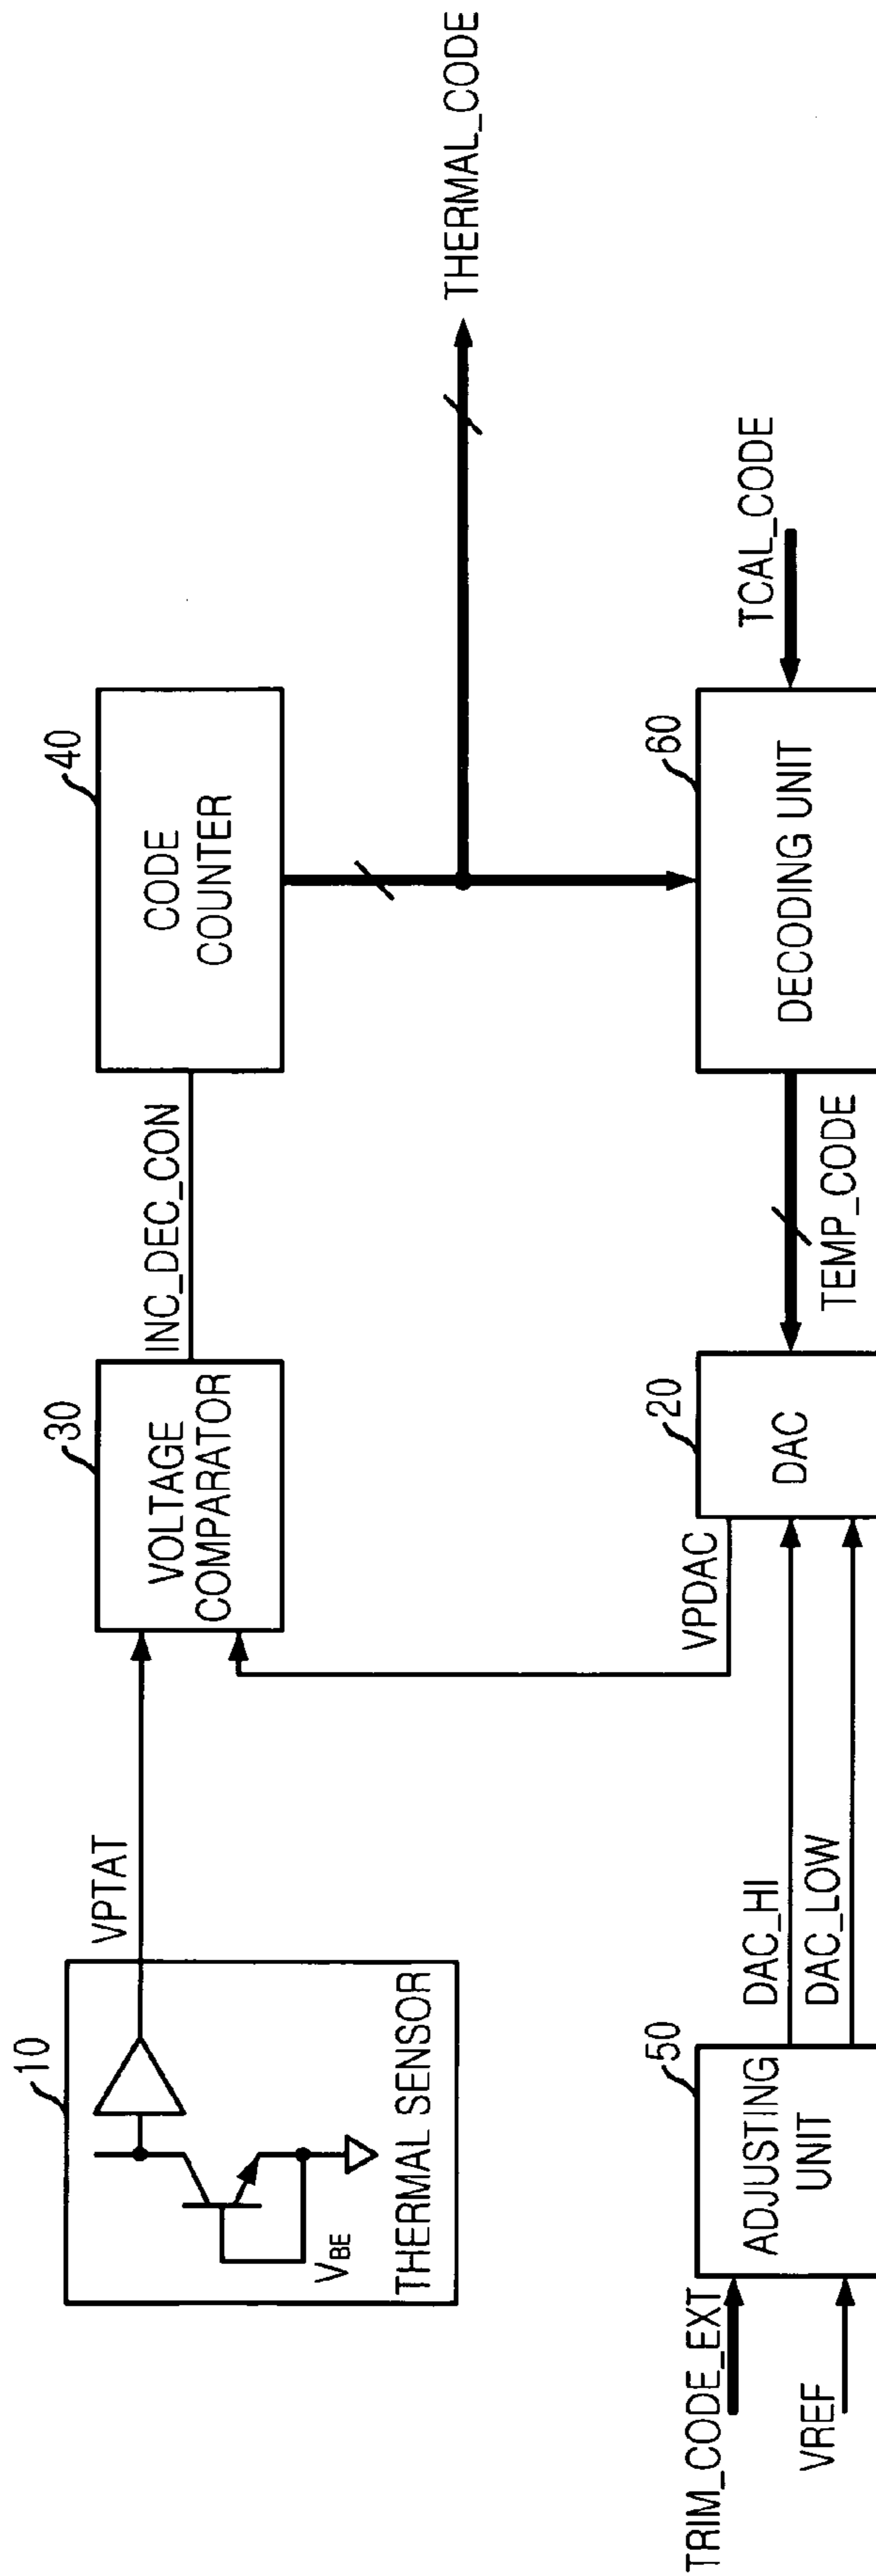 10
VPTAT
V_BE
THERMAL SENSOR
30
VOLTAGE
COMPARATOR
INC_DEC_CON
40
CODE
COUNTER
THERMAL_CODE
TRIM_CODE_EXT
VREF
50
ADJUSTING
UNIT
DAC_HI
DAC_LOW
VPDAC
20
DAC
TEMP_CODE
60
DECODING UNIT
TCAL_CODE